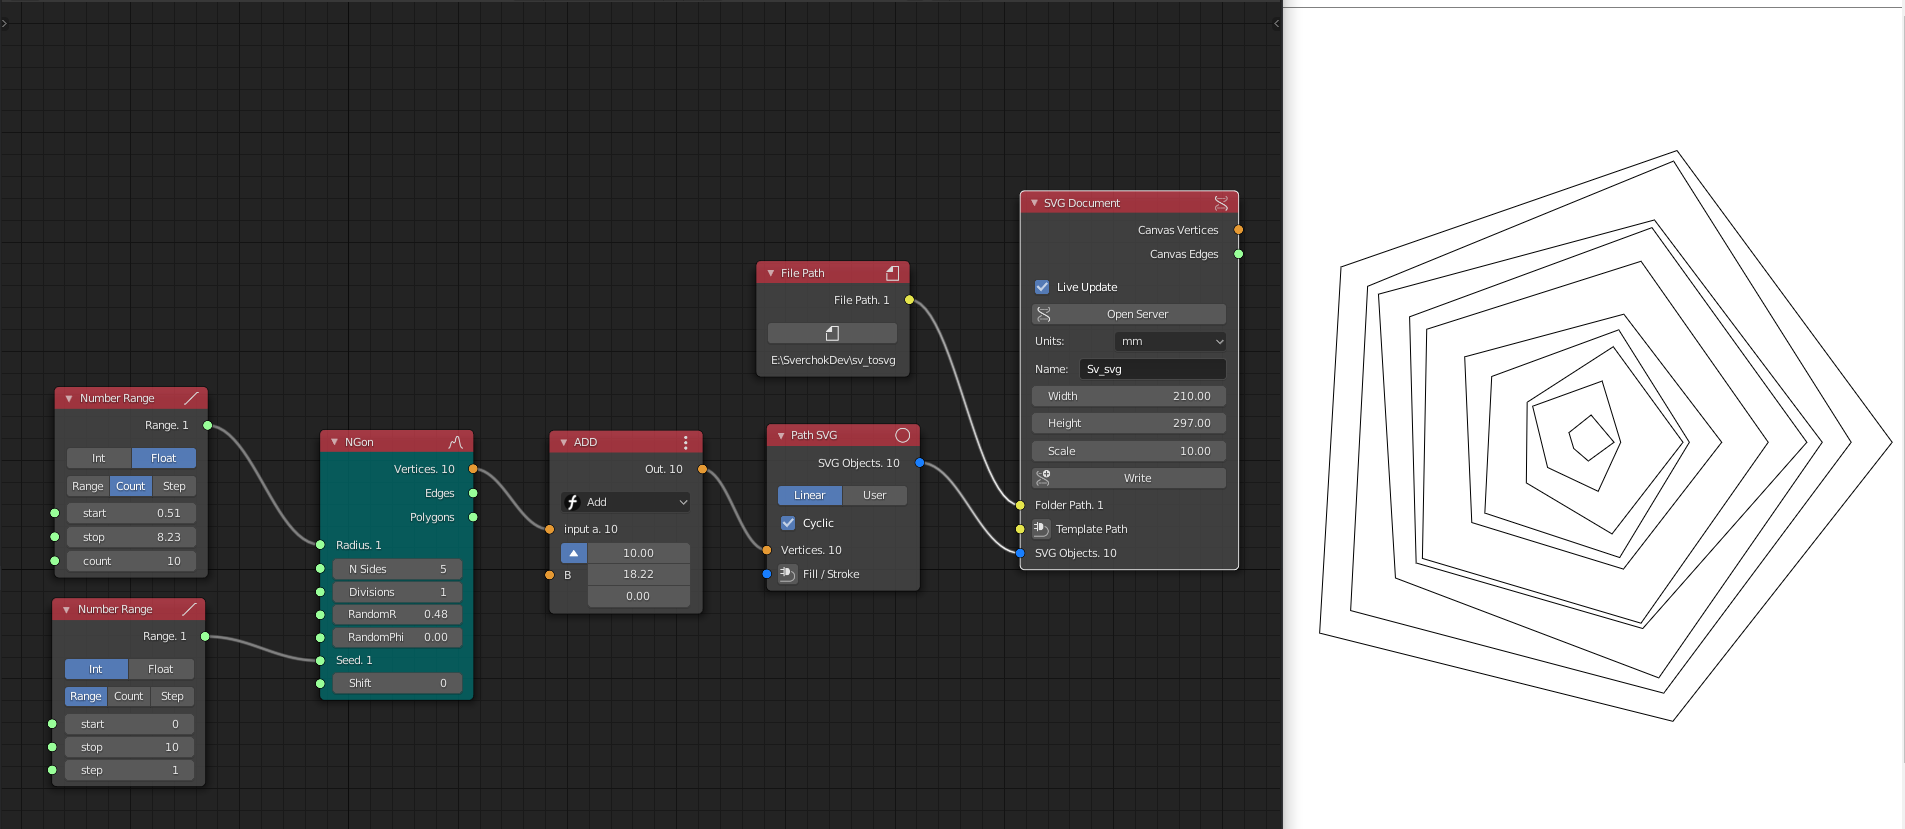 Number Range
Range. 1
Int Float
Range Count Step
start 0.51
stop 8.23
count 10
Number Range
Range. 1
Int Float
Range Count Step
start 0
stop 10
step 1
NGon
Vertices. 10
Edges
Polygons
Radius. 1
N Sides 5
Divisions 1
RandomR 0.48
RandomPhi 0.00
Seed. 1
Shift 0
ADD
Out. 10
Add
input a. 10
10.00
B 18.22
0.00
File Path
File Path. 1
E:\SverchokDev\sv_tosvg
Path SVG
SVG Objects. 10
Linear User
Cyclic
Vertices. 10
Fill / Stroke
SVG Document
Canvas Vertices
Canvas Edges
Live Update
Open Server
Units: mm
Name: Sv_svg
Width 210.00
Height 297.00
Scale 10.00
Write
Folder Path. 1
Template Path
SVG Objects. 10